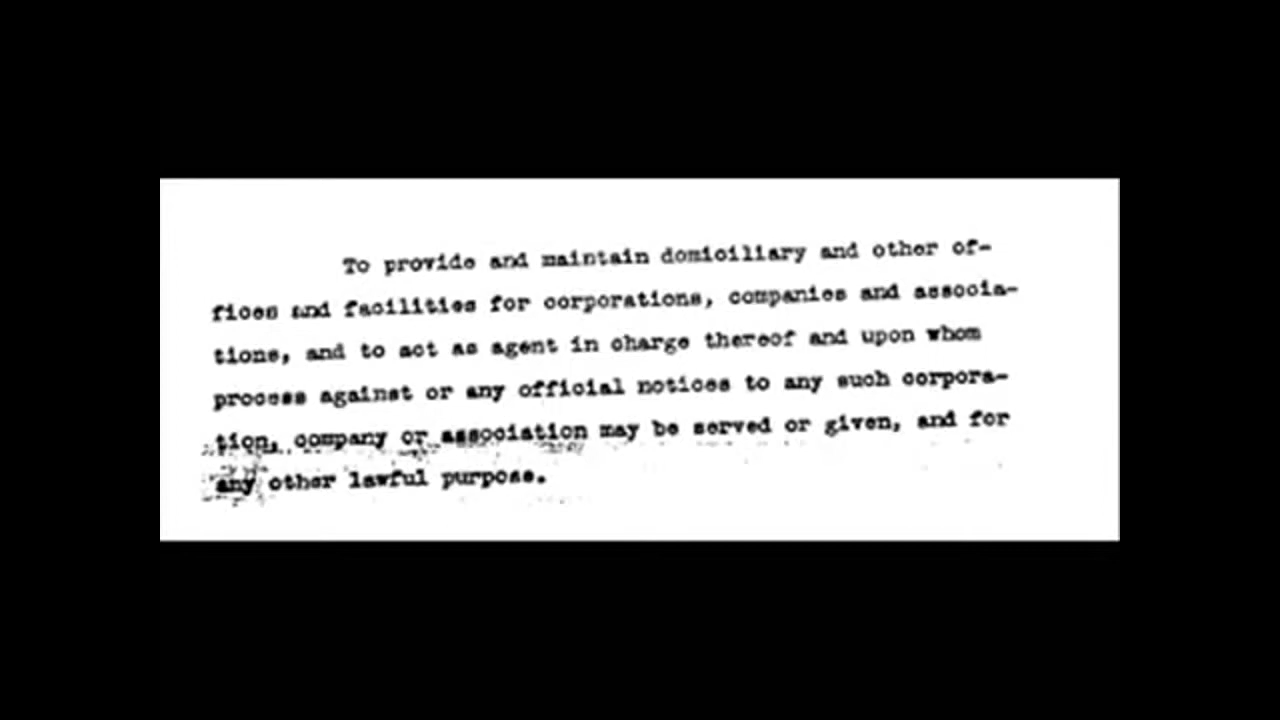 To provide and maintain domiciliary and other of-
fices and facilities for corporations, companies and associa-
tions, and to act as agent in charge thereof and upon whom
process against or any official notices to any such corpora-
tion, company or association may be served or given, and for
any other lawful purpose.